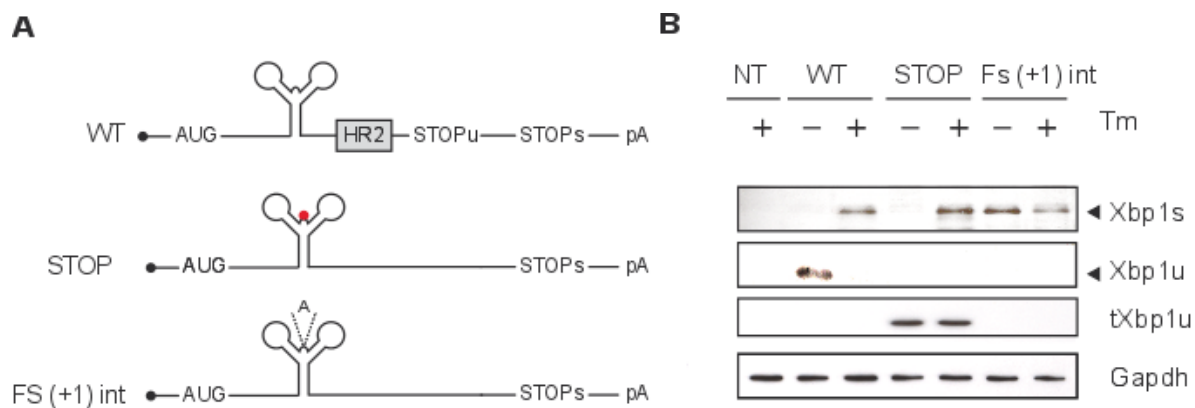 A
WT AUG HR2 STOPu STOPs pA
STOP AUG STOPs pA
A
FS (+1) int AUG STOPs pA
B
NT WT STOP Fs (+1) int
+ − + − + − + Tm
Xbp1s
Xbp1u
tXbp1u
Gapdh